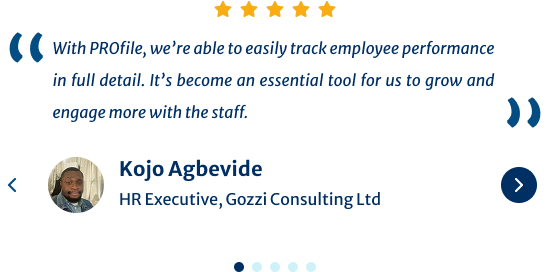 “ With PROfile, we’re able to easily track employee performance
in full detail. It’s become an essential tool for us to grow and
engage more with the staff. ”
Kojo Agbevide
HR Executive, Gozzi Consulting Ltd